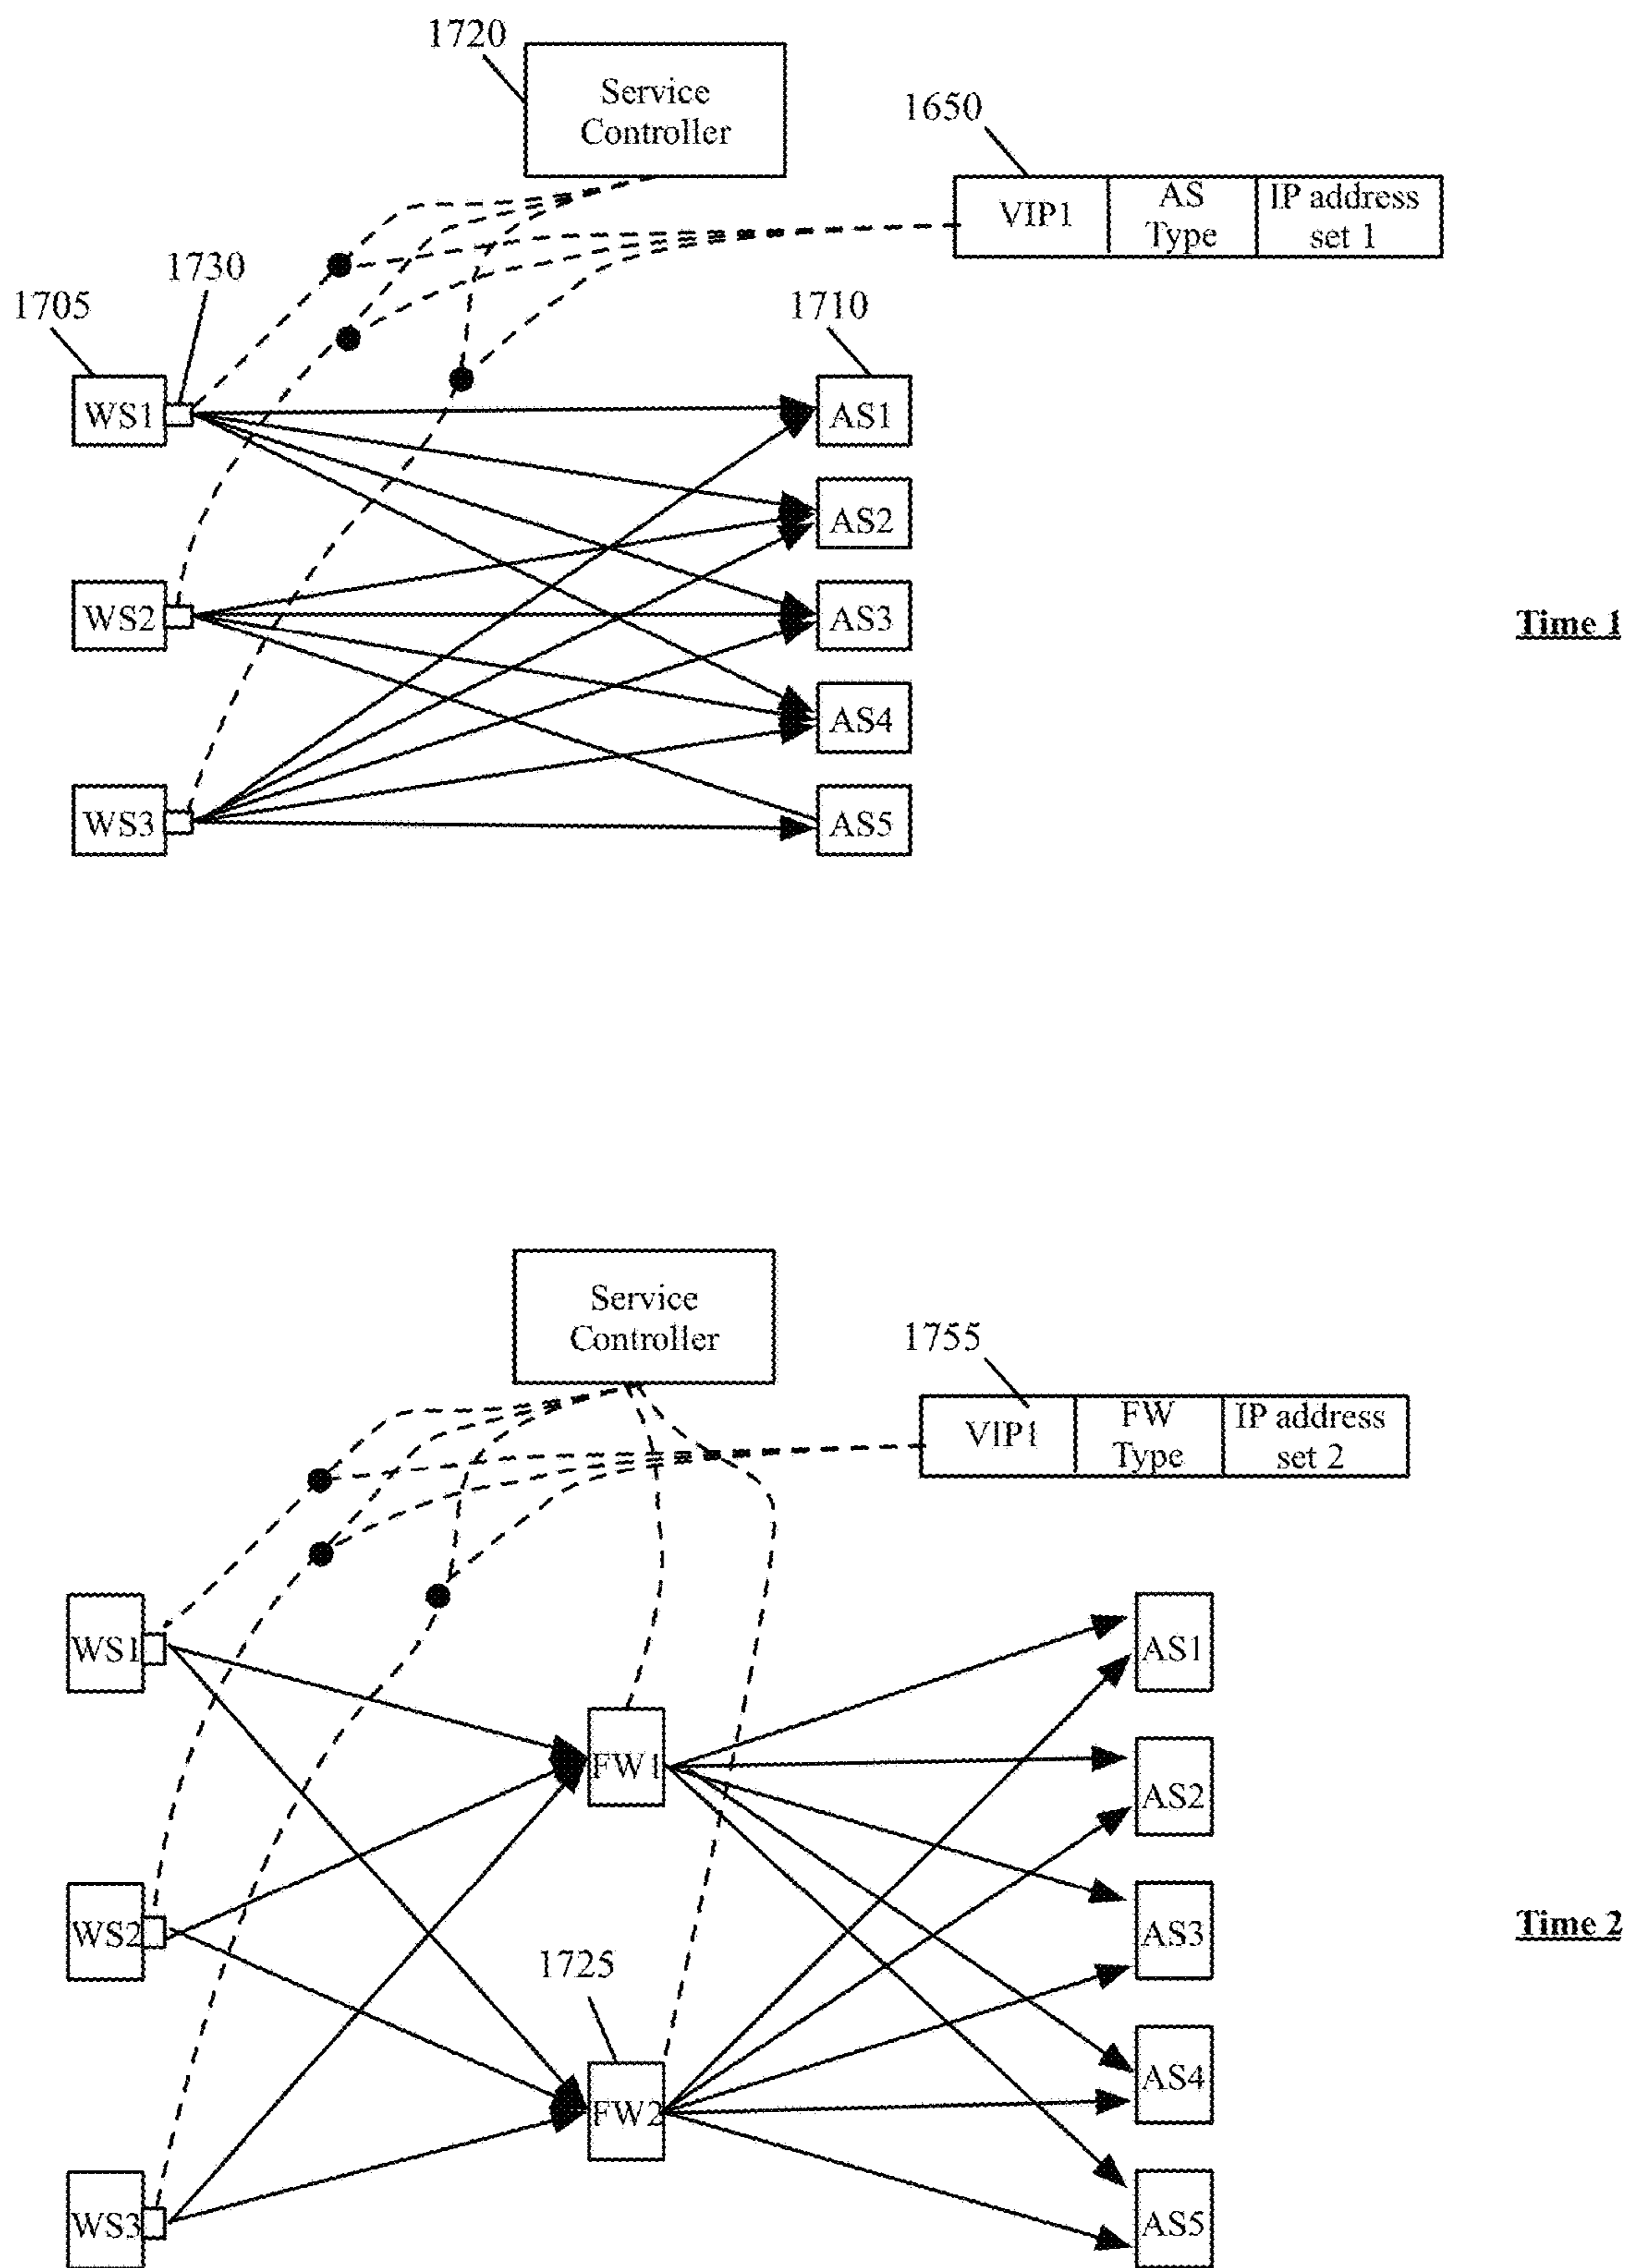 1720
Service
Controller
1650
VIP1
AS
Type
IP address
set 1
1730
1705
1710
WS1
AS1
AS2
WS2
AS3
Time 1
AS4
WS3
AS5
Service
Controller
1755
VIP1
FW
Type
IP address
set 2
WS1
AS1
FW1
AS2
WS2
AS3
Time 2
1725
AS4
FW2
WS3
AS5